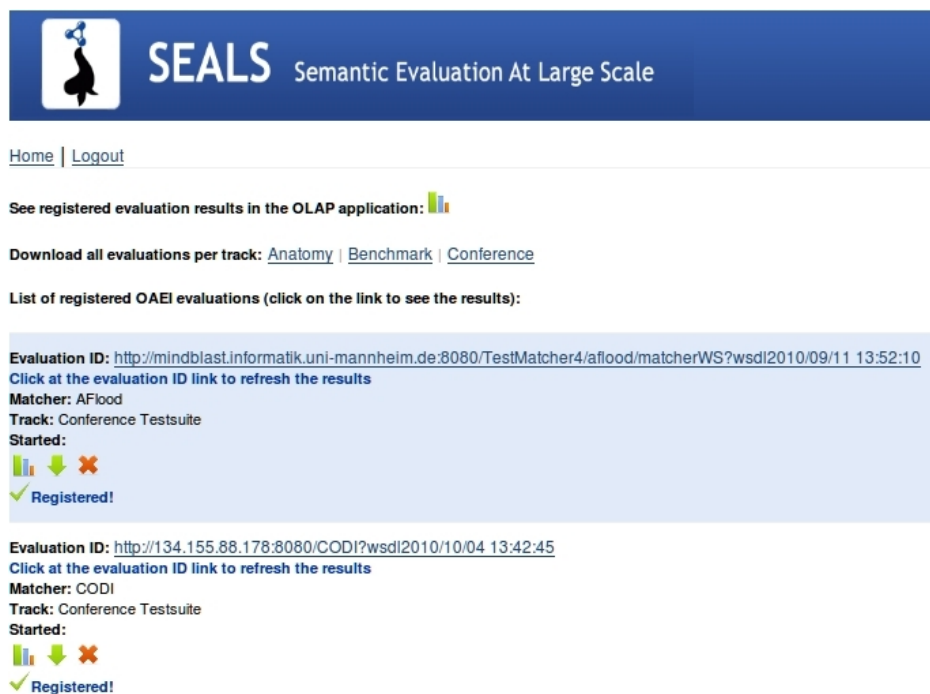 SEALS Semantic Evaluation At Large Scale
Home | Logout
See registered evaluation results in the OLAP application:
Download all evaluations per track: Anatomy | Benchmark | Conference
List of registered OAEI evaluations (click on the link to see the results):
Evaluation ID: http://mindblast.informatik.uni-mannheim.de:8080/TestMatcher4/aflood/matcherWS?wsdl2010/09/11 13:52:10
Click at the evaluation ID link to refresh the results
Matcher: AFlood
Track: Conference Testsuite
Started:
Registered!
Evaluation ID: http://134.155.88.178:8080/CODI?wsdl2010/10/04 13:42:45
Click at the evaluation ID link to refresh the results
Matcher: CODI
Track: Conference Testsuite
Started:
Registered!